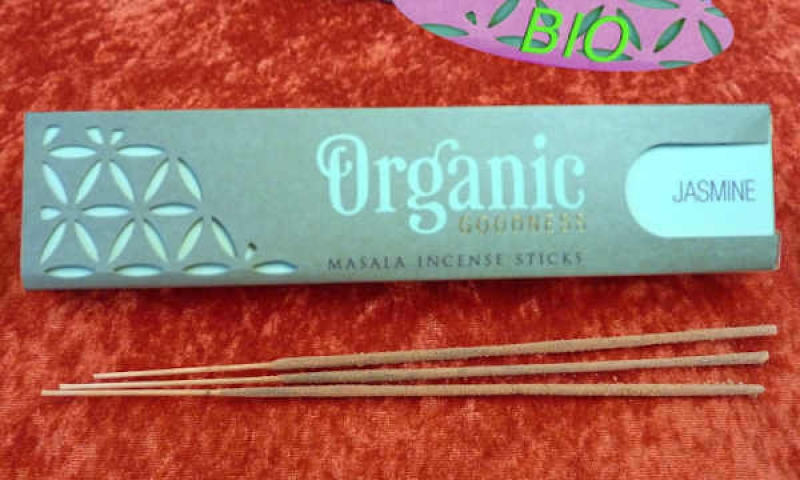 BIO
Organic
GOODNESS
JASMINE
MASALA INCENSE STICKS